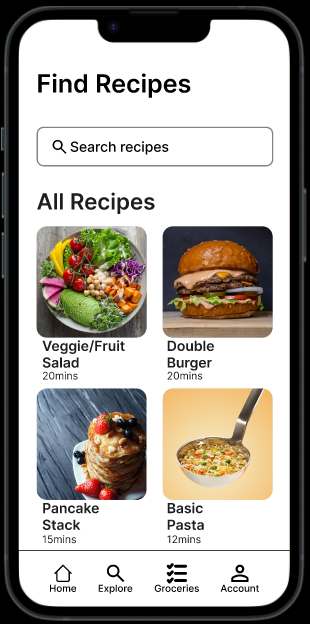 Find Recipes
Search recipes
All Recipes
Veggie/Fruit
Salad
20mins
Double
Burger
20mins
Pancake
Stack
15mins
Basic
Pasta
12mins
Home Explore Groceries Account